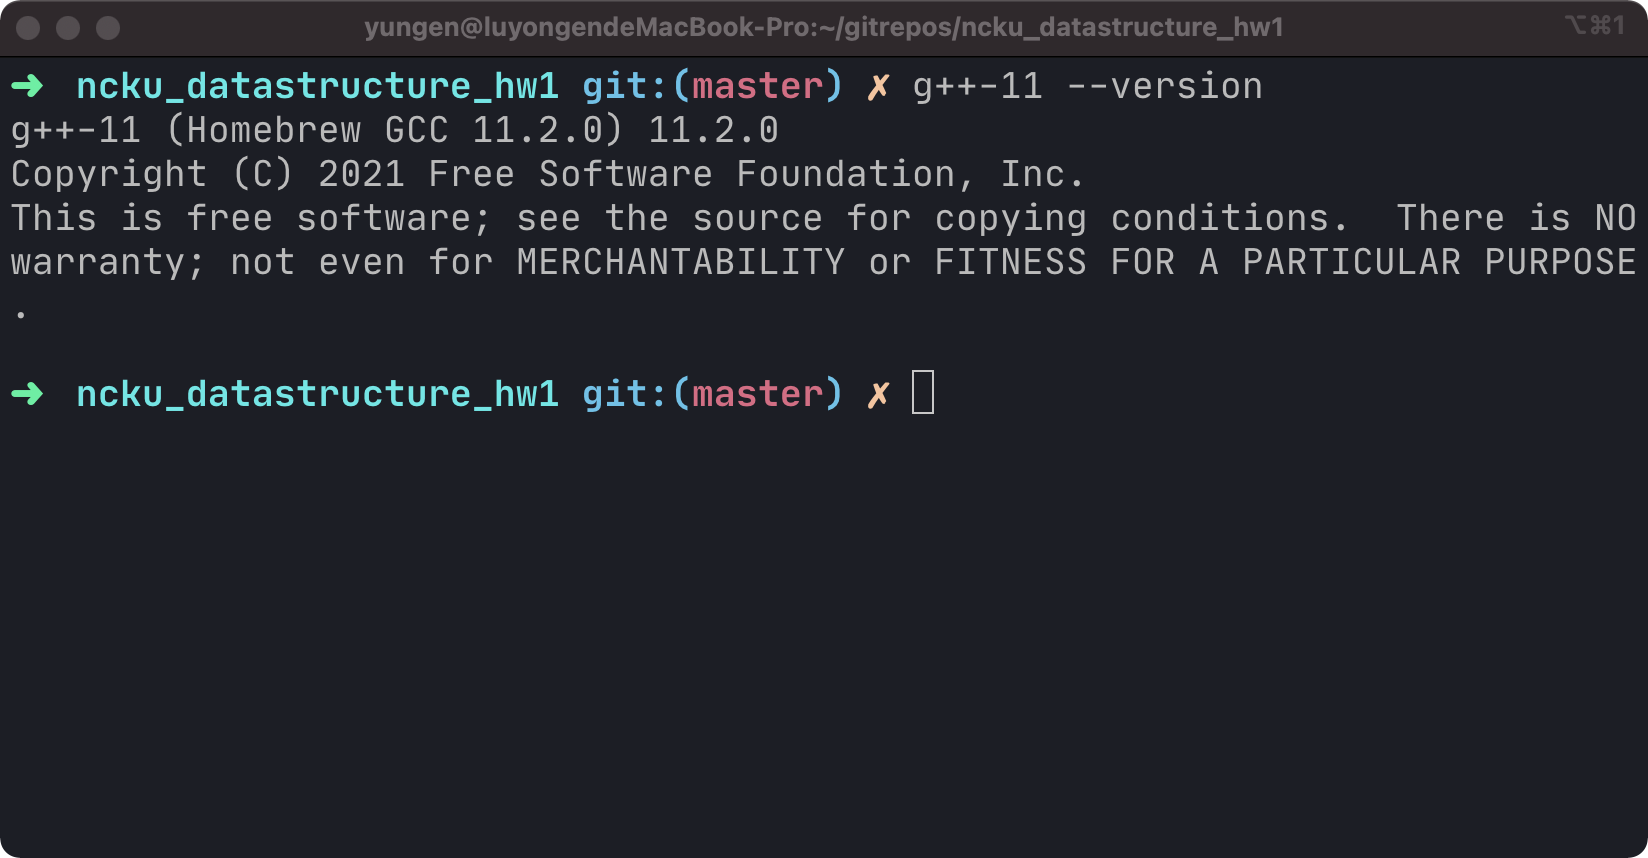 yungen@luyongendeMacBook-Pro:~/gitrepos/ncku_datastructure_hw1 ⌥⌘1
➜ ncku_datastructure_hw1 git:(master) ✗ g++-11 --version
g++-11 (Homebrew GCC 11.2.0) 11.2.0
Copyright (C) 2021 Free Software Foundation, Inc.
This is free software; see the source for copying conditions.  There is NO
warranty; not even for MERCHANTABILITY or FITNESS FOR A PARTICULAR PURPOSE
.
➜ ncku_datastructure_hw1 git:(master) ✗